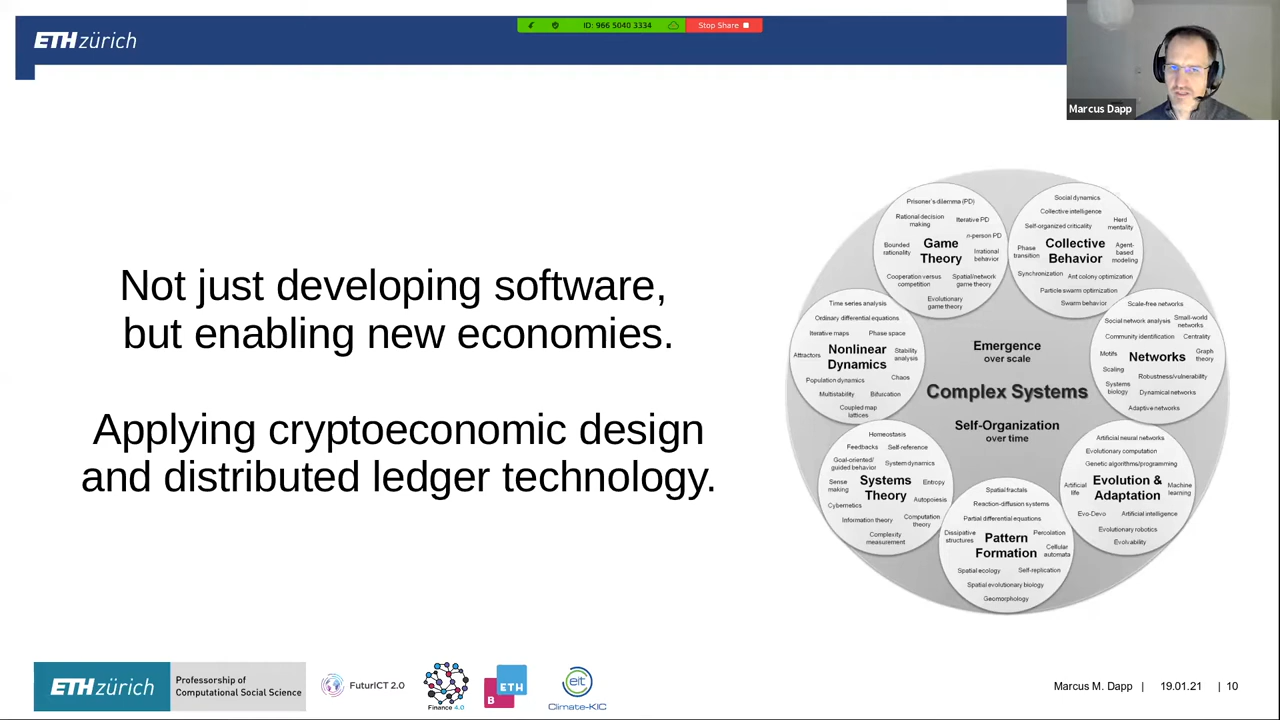 ETH zürich
ID: 966 5040 3334
Stop Share
Marcus Dapp
Not just developing software,
but enabling new economies.
Applying cryptoeconomic design
and distributed ledger technology.
Complex Systems
Emergence
over scale
Self-Organization
over time
Game
Theory
Prisoner's dilemma (PD)
Rational decision
making
Iterative PD
n-person PD
Bounded
rationality
Irrational
behavior
Cooperation versus
competition
Spatial/network
game theory
Evolutionary
game theory
Collective
Behavior
Social dynamics
Collective intelligence
Self-organized criticality
Herd
mentality
Phase
transition
Agent-
based
modeling
Synchronization
Ant colony optimization
Particle swarm optimization
Swarm behavior
Networks
Scale-free networks
Social network analysis
Small-world
networks
Community identification
Centrality
Motifs
Graph
theory
Scaling
Robustness/vulnerability
Systems
biology
Dynamical networks
Adaptive networks
Evolution &
Adaptation
Artificial neural networks
Evolutionary computation
Genetic algorithms/programming
Artificial
life
Machine
learning
Evo-Devo
Artificial intelligence
Evolutionary robotics
Evolvability
Pattern
Formation
Spatial fractals
Reaction-diffusion systems
Partial differential equations
Dissipative
structures
Percolation
Cellular
automata
Spatial ecology
Self-replication
Spatial evolutionary biology
Geomorphology
Systems
Theory
Homeostasis
Feedbacks
Self-reference
Goal-oriented/
guided behavior
System dynamics
Sense
making
Entropy
Autopoiesis
Cybernetics
Information theory
Computation
theory
Complexity
measurement
Nonlinear
Dynamics
Time series analysis
Ordinary differential equations
Iterative maps
Phase space
Attractors
Stability
analysis
Population dynamics
Chaos
Multistability
Bifurcation
Coupled map
lattices
ETH zürich
Professorship of
Computational Social Science
FuturICT 2.0
Finance 4.0
B
ETH
eit
Climate-KIC
Marcus M. Dapp | 19.01.21 | 10